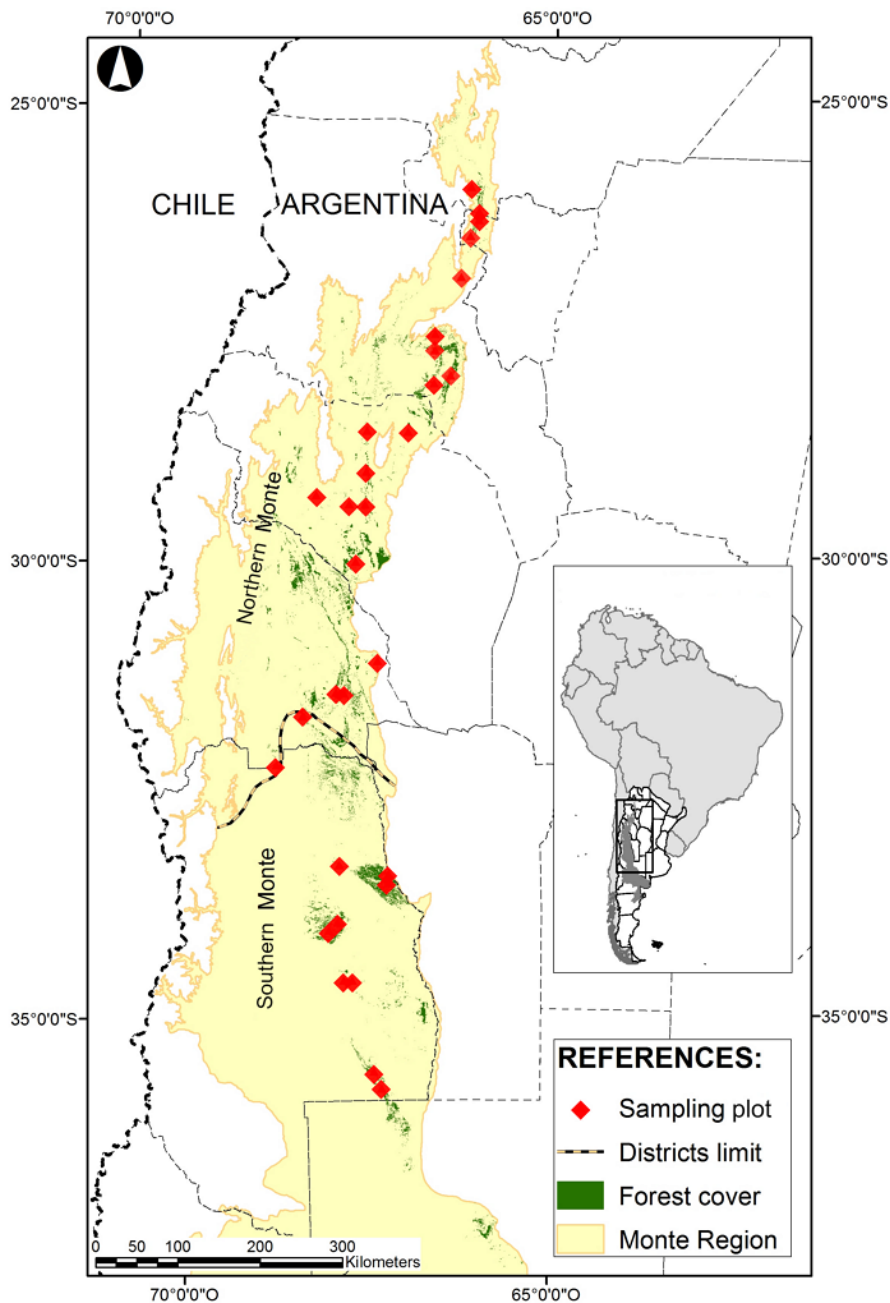 70°0'0"O 65°0'0"O
25°0'0"S 25°0'0"S
CHILE ARGENTINA
Northern Monte
30°0'0"S 30°0'0"S
Southern Monte
35°0'0"S 35°0'0"S
REFERENCES:
Sampling plot
Districts limit
Forest cover
Monte Region
0 50 100 200 300
Kilometers
70°0'0"O 65°0'0"O